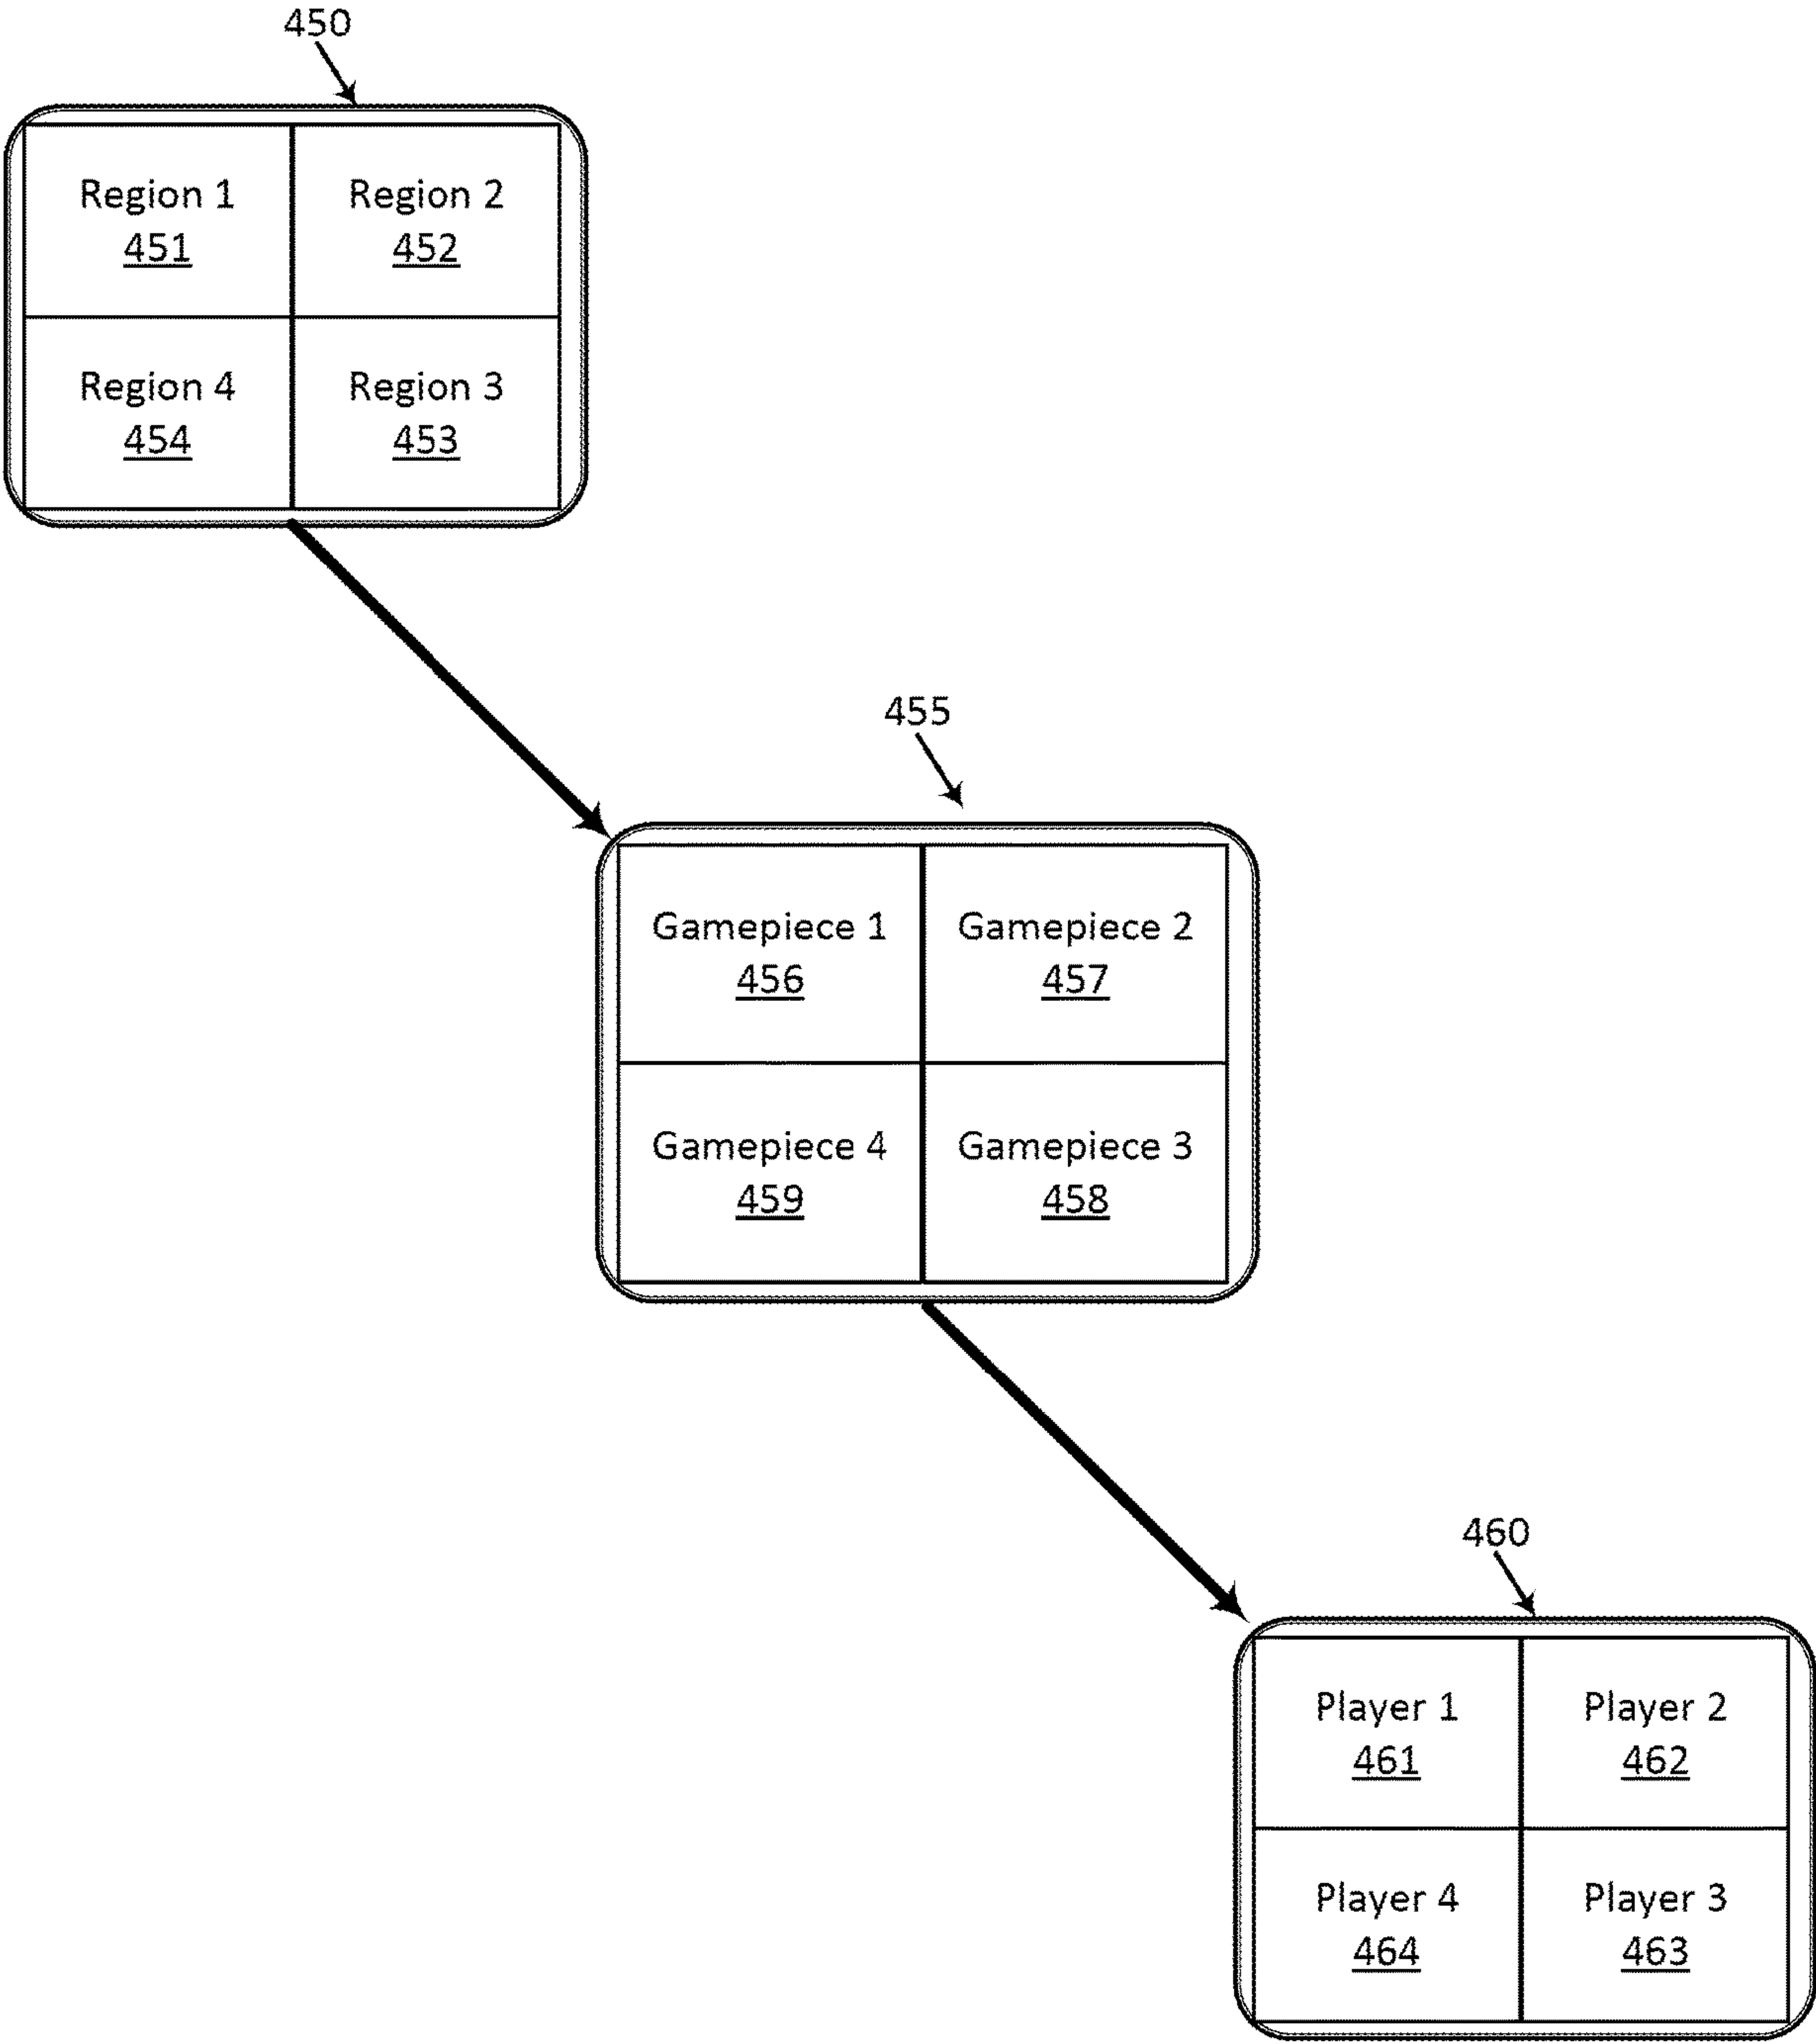 450
Region 1
451
Region 2
452
Region 4
454
Region 3
453
455
Gamepiece 1
456
Gamepiece 2
457
Gamepiece 4
459
Gamepiece 3
458
460
Player 1
461
Player 2
462
Player 4
464
Player 3
463